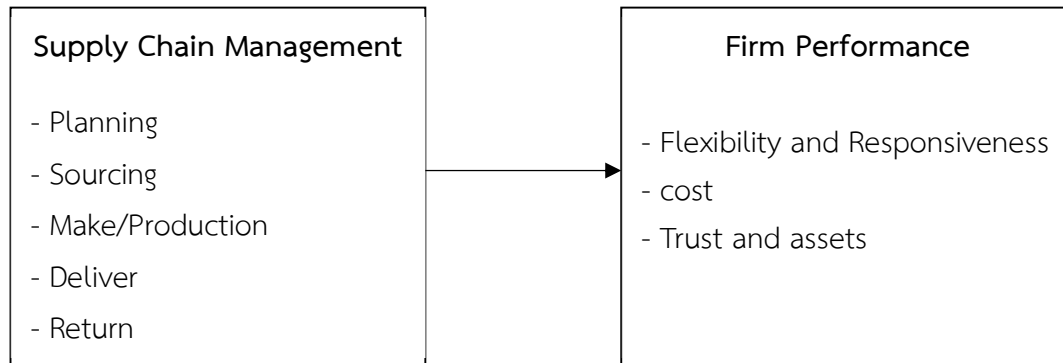 Supply Chain Management
- Planning
- Sourcing
- Make/Production
- Deliver
- Return
Firm Performance
- Flexibility and Responsiveness
- cost
- Trust and assets